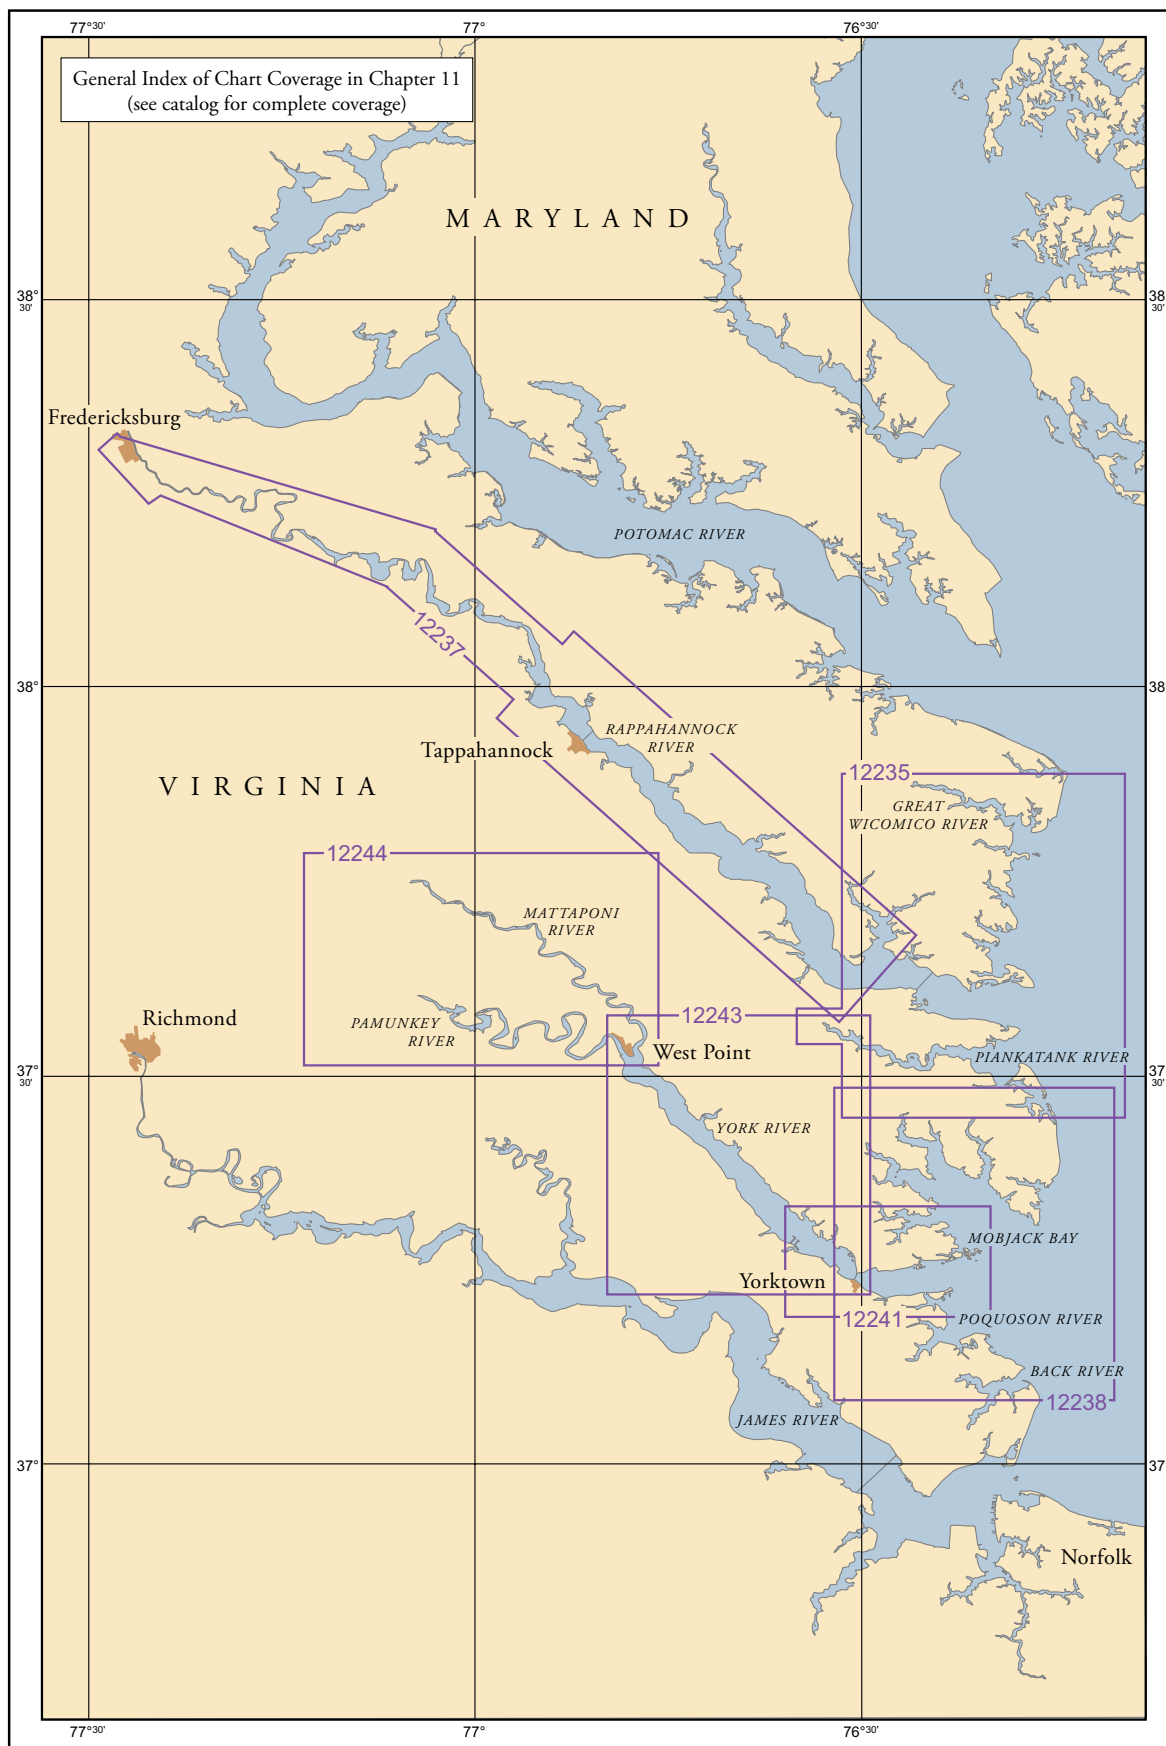 77°30'
77°
76°30'
General Index of Chart Coverage in Chapter 11
(see catalog for complete coverage)
MARYLAND
38°
30'
38
30'
Fredericksburg
POTOMAC RIVER
12237
38°
38
RAPPAHANNOCK
RIVER
Tappahannock
VIRGINIA
12235
GREAT
WICOMICO RIVER
12244
MATTAPONI
RIVER
Richmond
PAMUNKEY
RIVER
12243
West Point
PIANKATANK RIVER
37°
30'
37
30'
YORK RIVER
MOBJACK BAY
Yorktown
12241
POQUOSON RIVER
BACK RIVER
12238
JAMES RIVER
37°
37
Norfolk
77°30'
77°
76°30'